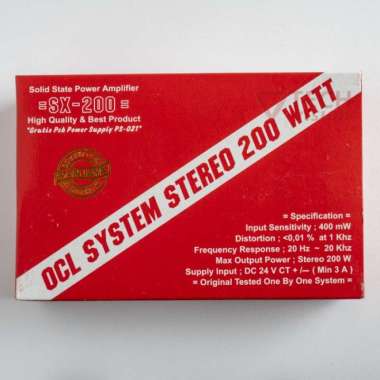 Solid State Power Amplifier
=SX-200=
High Quality & Best Product
"Gratis Pcb Power Supply PS-021"
OCL SYSTEM STEREO 200 WATT
= Specification =
Input Sensitivity ; 400 mW
Distortion ; <0,01 % at 1 Khz
Frequency Response ; 20 Hz ~ 20 Khz
Max Output Power ; Stereo 200 W
Supply Input ; DC 24 V CT + /— ( Min 3 A )
= Original Tested One By One System =